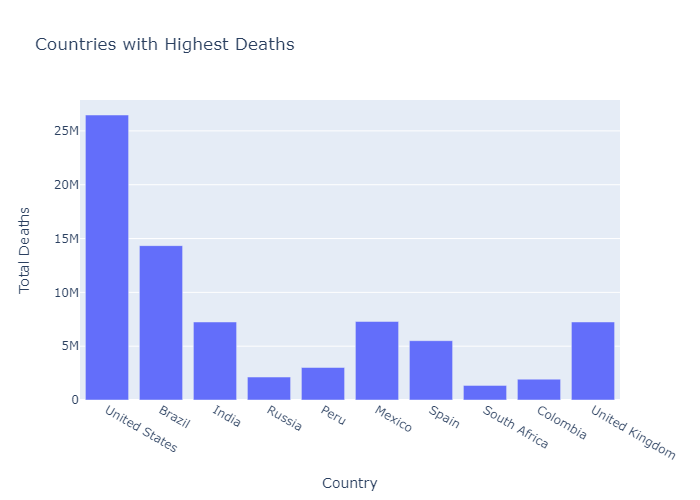 Countries with Highest Deaths
Total Deaths
25M
20M
15M
10M
5M
0
United States
Brazil
India
Russia
Peru
Mexico
Spain
South Africa
Colombia
United Kingdom
Country